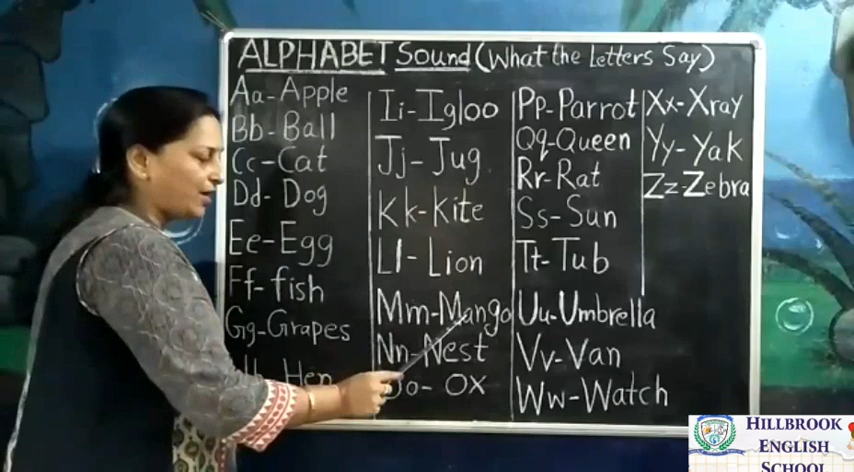 ALPHABET Sound (What the Letters Say)
Aa-Apple
Bb-Ball
Cc-Cat
Dd-Dog
Ee-Egg
Ff-fish
Gg-Grapes
Hen
Ii-Igloo
Jj-Jug
Kk-Kite
Ll-Lion
Mm-Mango
Nn-Nest
Oo-Ox
Pp-Parrot
Qq-Queen
Rr-Rat
Ss-Sun
Tt-Tub
Uu-Umbrella
Vv-Van
Ww-Watch
Xx-Xray
Yy-Yak
Zz-Zebra
HILLBROOK
ENGLISH
SCHOOL